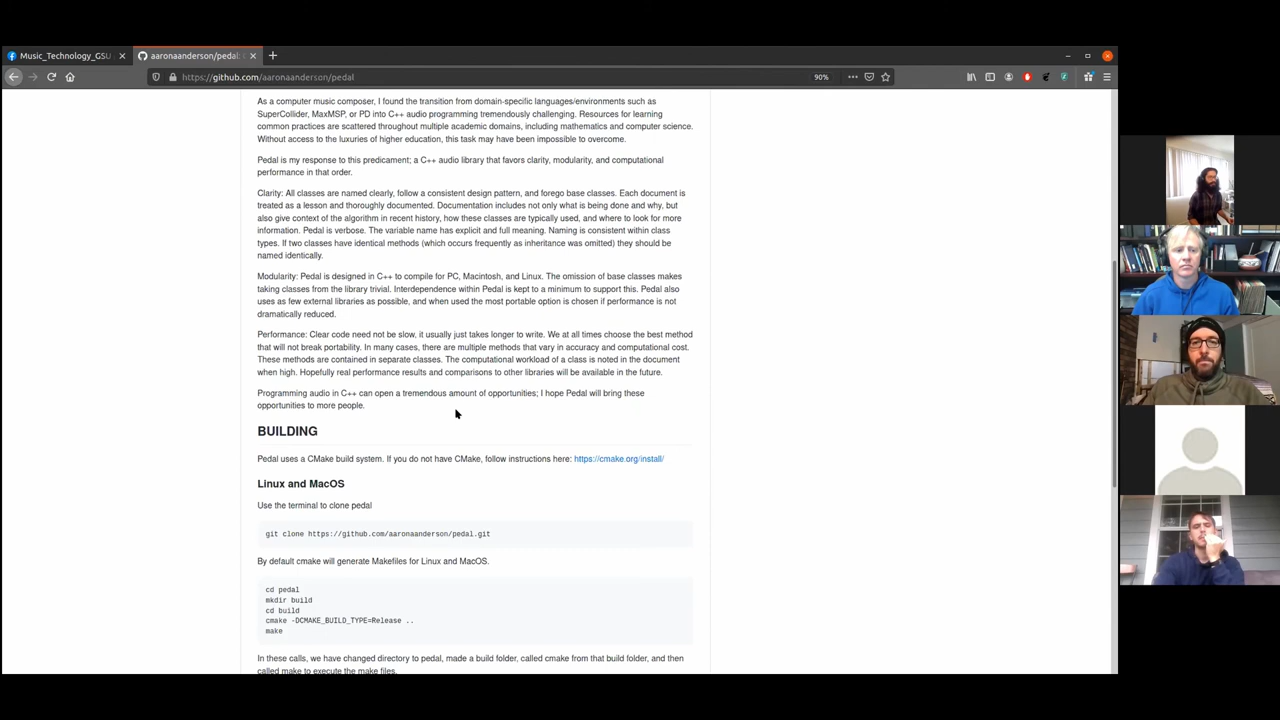 Music_Technology_GSU
aaronaanderson/pedal:
https://github.com/aaronaanderson/pedal
90%
As a computer music composer, I found the transition from domain-specific languages/environments such as
SuperCollider, MaxMSP, or PD into C++ audio programming tremendously challenging. Resources for learning
common practices are scattered throughout multiple academic domains, including mathematics and computer science.
Without access to the luxuries of higher education, this task may have been impossible to overcome.
Pedal is my response to this predicament; a C++ audio library that favors clarity, modularity, and computational
performance in that order.
Clarity: All classes are named clearly, follow a consistent design pattern, and forego base classes. Each document is
treated as a lesson and thoroughly documented. Documentation includes not only what is being done and why, but
also give context of the algorithm in recent history, how these classes are typically used, and where to look for more
information. Pedal is verbose. The variable name has explicit and full meaning. Naming is consistent within class
types. If two classes have identical methods (which occurs frequently as inheritance was omitted) they should be
named identically.
Modularity: Pedal is designed in C++ to compile for PC, Macintosh, and Linux. The omission of base classes makes
taking classes from the library trivial. Interdependence within Pedal is kept to a minimum to support this. Pedal also
uses as few external libraries as possible, and when used the most portable option is chosen if performance is not
dramatically reduced.
Performance: Clear code need not be slow, it usually just takes longer to write. We at all times choose the best method
that will not break portability. In many cases, there are multiple methods that vary in accuracy and computational cost.
These methods are contained in separate classes. The computational workload of a class is noted in the document
when high. Hopefully real performance results and comparisons to other libraries will be available in the future.
Programming audio in C++ can open a tremendous amount of opportunities; I hope Pedal will bring these
opportunities to more people.
BUILDING
Pedal uses a CMake build system. If you do not have CMake, follow instructions here: https://cmake.org/install/
Linux and MacOS
Use the terminal to clone pedal
git clone https://github.com/aaronaanderson/pedal.git
By default cmake will generate Makefiles for Linux and MacOS.
cd pedal
mkdir build
cd build
cmake -DCMAKE_BUILD_TYPE=Release ..
make
In these calls, we have changed directory to pedal, made a build folder, called cmake from that build folder, and then
called make to execute the make files.